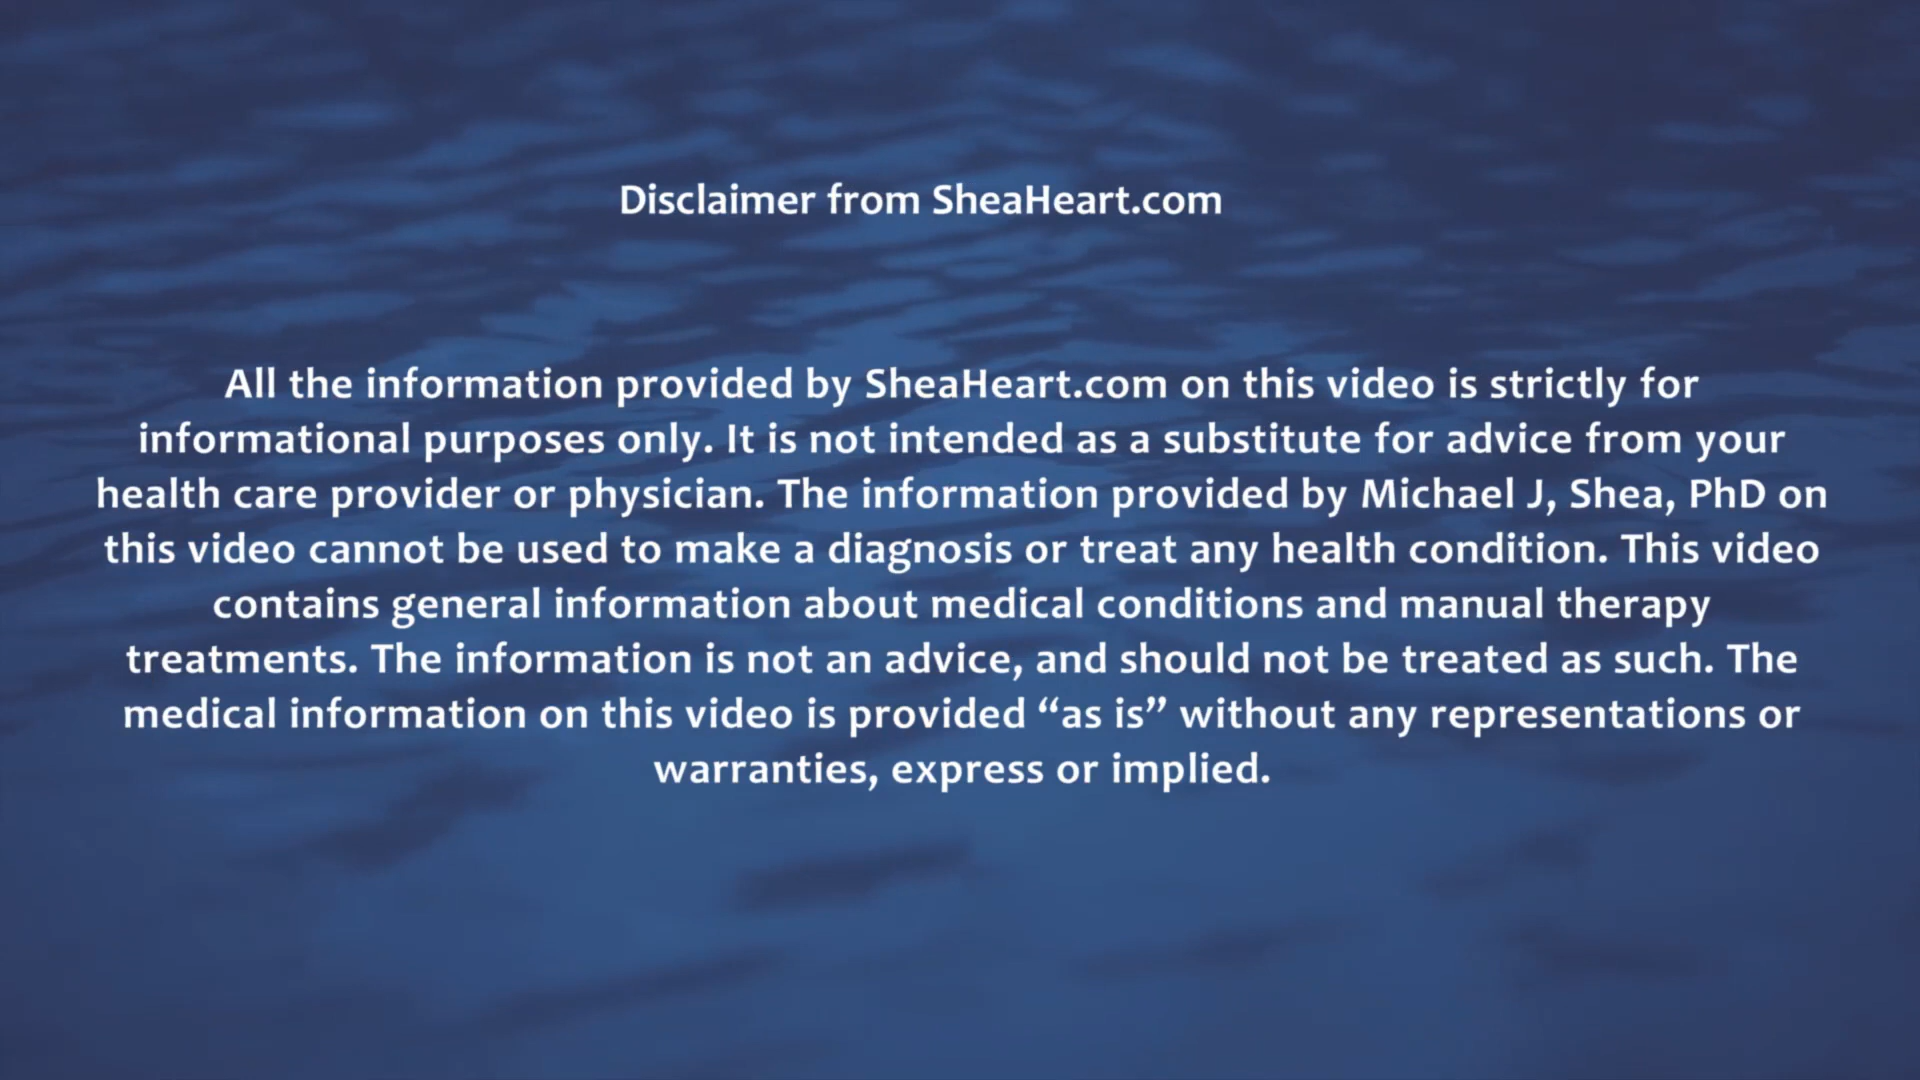 Disclaimer from SheaHeart.com
All the information provided by SheaHeart.com on this video is strictly for
informational purposes only. It is not intended as a substitute for advice from your
health care provider or physician. The information provided by Michael J, Shea, PhD on
this video cannot be used to make a diagnosis or treat any health condition. This video
contains general information about medical conditions and manual therapy
treatments. The information is not an advice, and should not be treated as such. The
medical information on this video is provided “as is” without any representations or
warranties, express or implied.